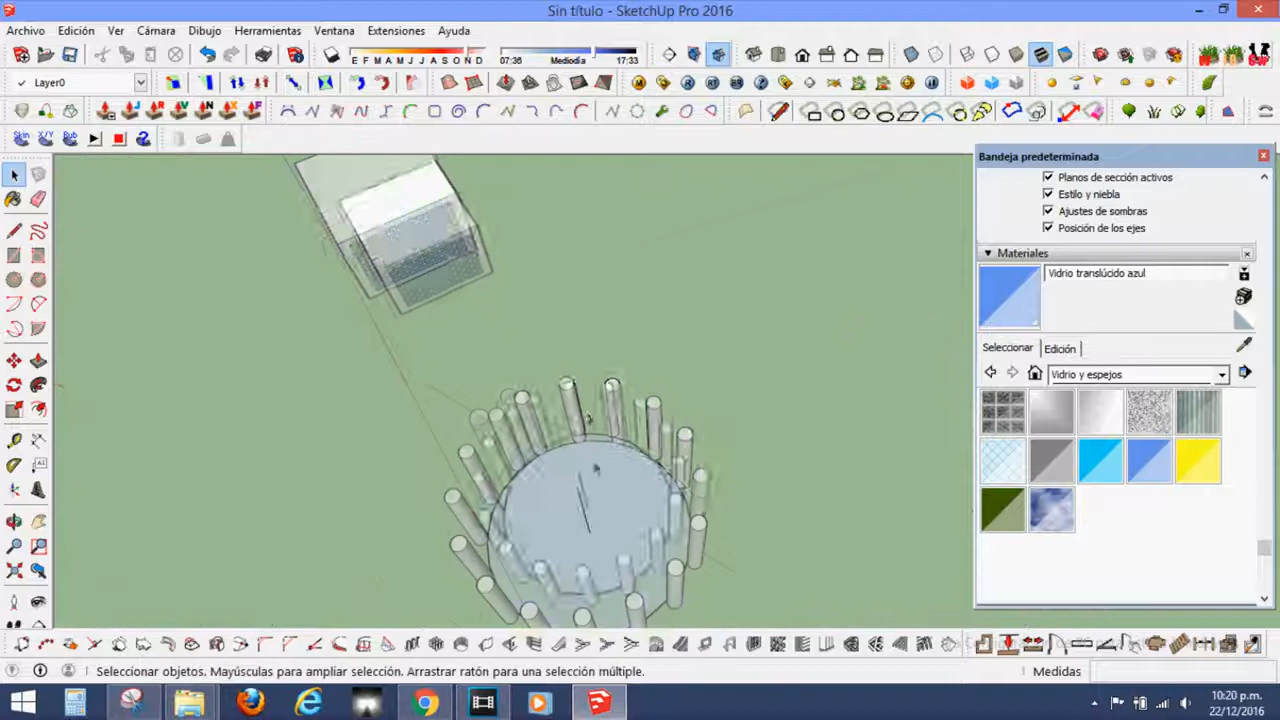 Sin título - SketchUp Pro 2016
Archivo Edición Ver Cámara Dibujo Herramientas Ventana Extensiones Ayuda
E F M A M J J A S O N D 07:36 Mediodía 17:33
Layer0
Skin X/Y Bub
Bandeja predeterminada
Planos de sección activos
Estilo y niebla
Ajustes de sombras
Posición de los ejes
Materiales
Vidrio translúcido azul
Seleccionar Edición
Vidrio y espejos
Seleccionar objetos. Mayúsculas para ampliar selección. Arrastrar ratón para una selección múltiple.
Medidas
10:20 p.m.
22/12/2016